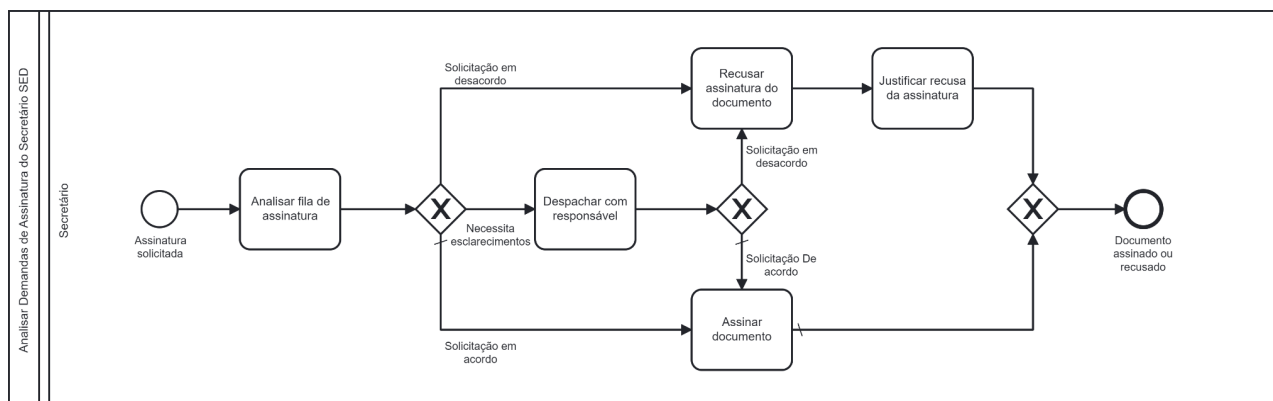 Analisar Demandas de Assinatura do Secretário SED
Secretário
Assinatura
solicitada
Analisar fila de
assinatura
Solicitação em
desacordo
Necessita
esclarecimentos
Solicitação em
acordo
Despachar com
responsável
Recusar
assinatura do
documento
Solicitação em
desacordo
Solicitação De
acordo
Assinar
documento
Justificar recusa
da assinatura
Documento
assinado ou
recusado